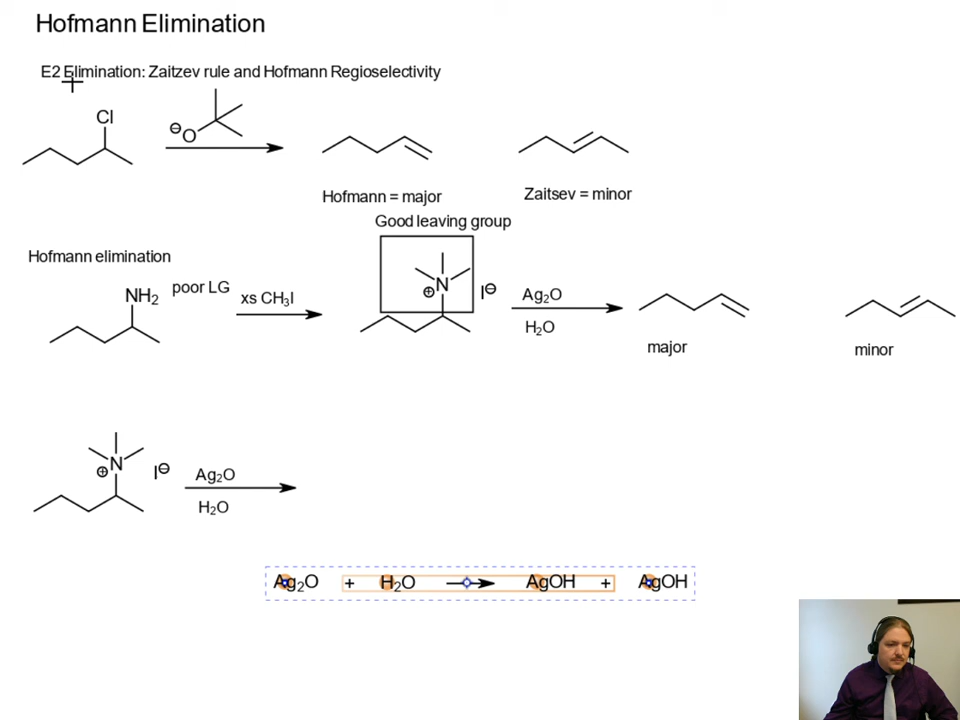 Hofmann Elimination
E2 Elimination: Zaitzev rule and Hofmann Regioselectivity
Cl
⊖O
Hofmann = major
Zaitsev = minor
Good leaving group
Hofmann elimination
NH₂
poor LG
xs CH₃I
⊕N
I⊖
Ag₂O
H₂O
major
minor
⊕N
I⊖
Ag₂O
H₂O
Ag₂O + H₂O → AgOH + AgOH